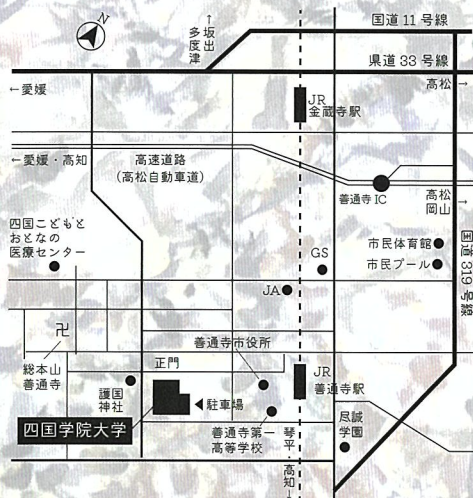 N
↑
坂出
多度津
国道11号線
県道33号線
←愛媛
高松→
JR
金蔵寺駅
←愛媛・高知
高速道路
(高松自動車道)
善通寺IC
高松
岡山
→
四国こどもと
おとなの
医療センター
市民体育館
市民プール
国道319号線
GS
JA
卍
総本山
善通寺
善通寺市役所
正門
護国
神社
駐車場
四国学院大学
JR
善通寺駅
善通寺第一
高等学校
尽誠
学園
琴平・高知→